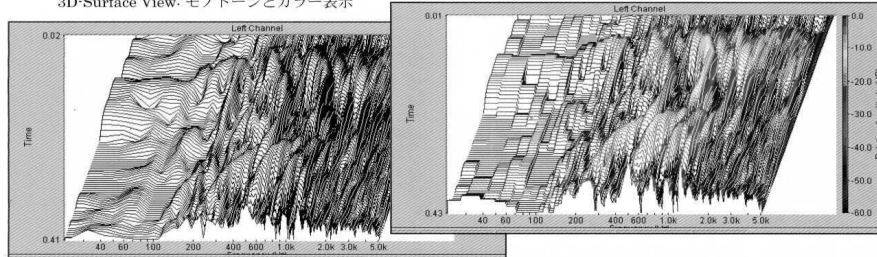 3D-Surface View: モノトーンとカラー表示
Left Channel
0.02
Time
0.41
40 60 100 200 400 600 1.0k 2.0k 3.0k 5.0k
Left Channel
0.01
Time
0.43
40 60 80 100 200 400 600 1.0k 2.0k 3.0k 5.0k
-0.0
-10.0
-20.0
-30.0
-40.0
-50.0
-60.0